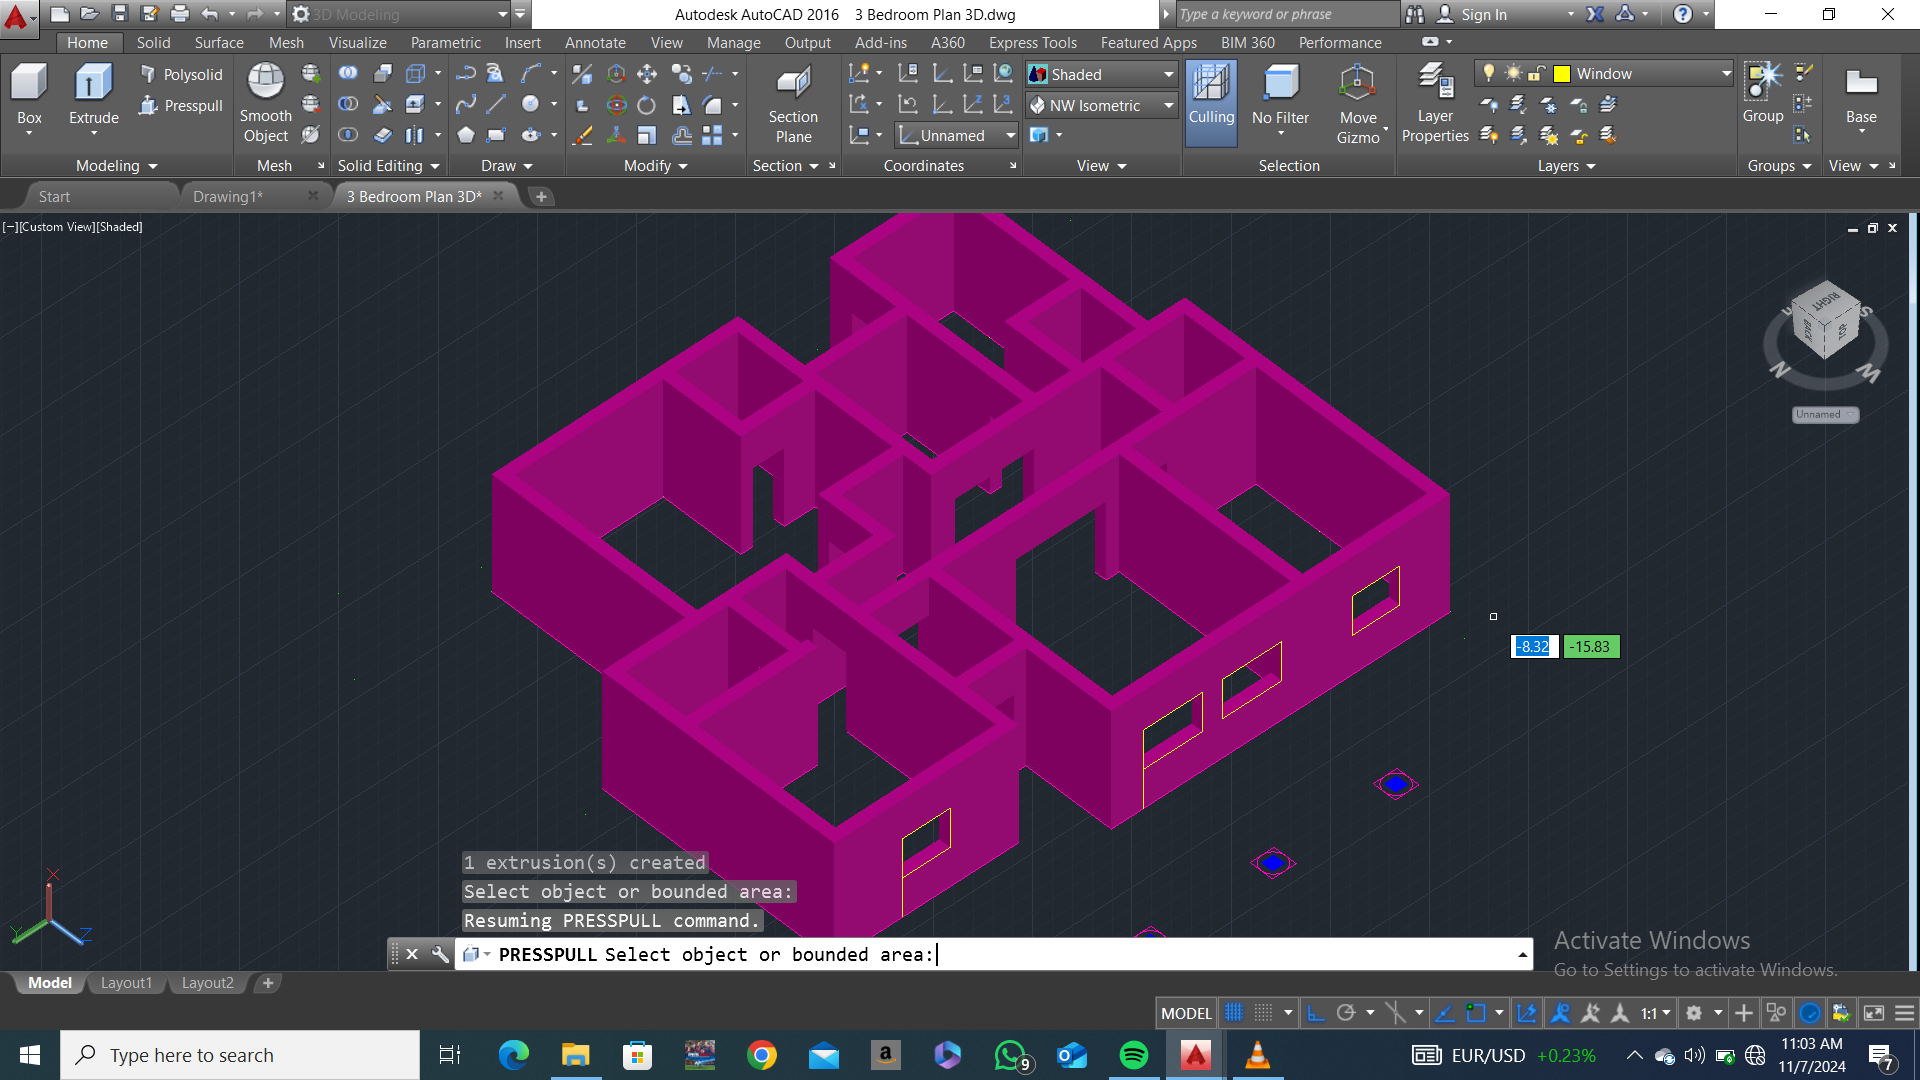 3D Modeling
Autodesk AutoCAD 2016 3 Bedroom Plan 3D.dwg
Type a keyword or phrase
Sign In
Home Solid Surface Mesh Visualize Parametric Insert Annotate View Manage Output Add-ins A360 Express Tools Featured Apps BIM 360 Performance
Box
Extrude
Polysolid
Presspull
Modeling
Smooth
Object
Mesh
Solid Editing
Draw
Modify
Section
Plane
Section
Unnamed
Coordinates
Shaded
NW Isometric
View
Culling
No Filter
Move
Gizmo
Selection
Layer
Properties
Window
Layers
Group
Groups
Base
View
Start
Drawing1*
3 Bedroom Plan 3D*
[−][Custom View][Shaded]
RIGHT
BACK
TOP
N
S
M
Unnamed
-8.32
-15.83
1 extrusion(s) created
Select object or bounded area:
Resuming PRESSPULL command.
PRESSPULL Select object or bounded area:
X
Y
Z
Activate Windows
Go to Settings to activate Windows.
Model
Layout1
Layout2
MODEL
1:1
Type here to search
a
9
EUR/USD +0.23%
11:03 AM
11/7/2024
7